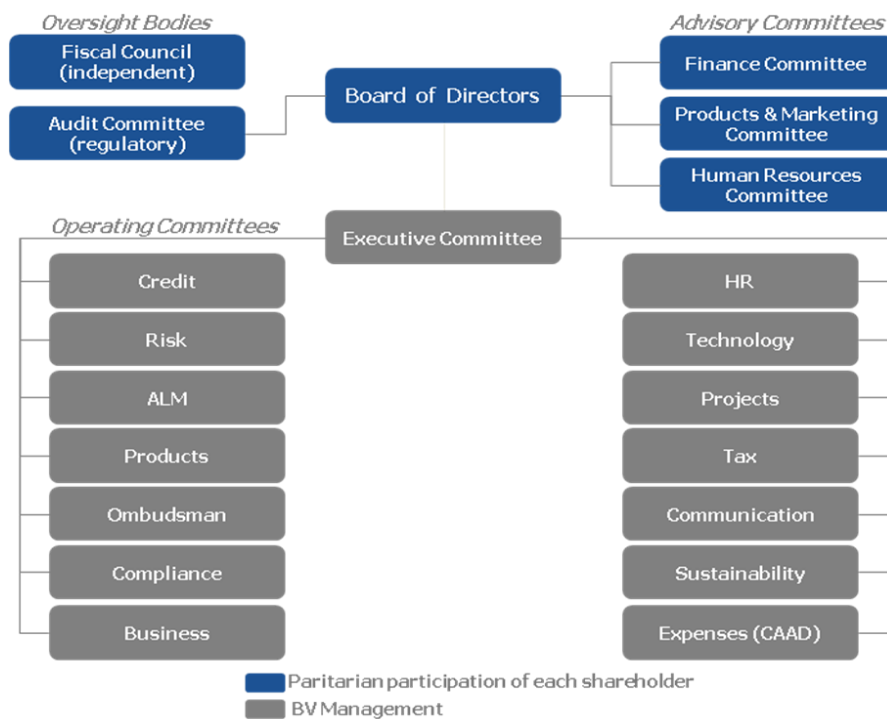 Oversight Bodies
Fiscal Council
(independent)
Audit Committee
(regulatory)
Board of Directors
Advisory Committees
Finance Committee
Products & Marketing
Committee
Human Resources
Committee
Executive Committee
Operating Committees
Credit
Risk
ALM
Products
Ombudsman
Compliance
Business
HR
Technology
Projects
Tax
Communication
Sustainability
Expenses (CAAD)
Paritarian participation of each shareholder
BV Management